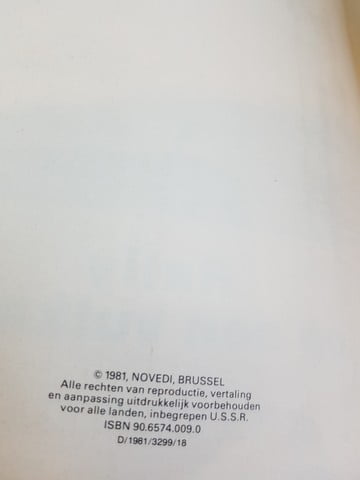 © 1981, NOVEDI, BRUSSEL
Alle rechten van reproductie, vertaling
en aanpassing uitdrukkelijk voorbehouden
voor alle landen, inbegrepen U.S.S.R.
ISBN 90.6574.009.0
D/1981/3299/18